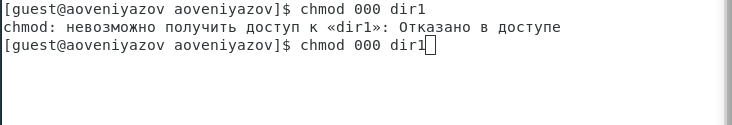 [guest@aoveniyazov aoveniyazov]$ chmod 000 dir1
chmod: невозможно получить доступ к «dir1»: Отказано в доступе
[guest@aoveniyazov aoveniyazov]$ chmod 000 dir1